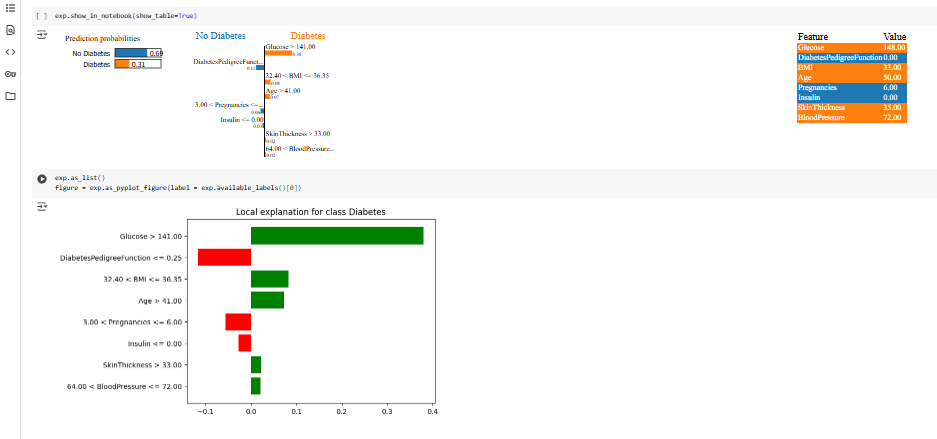 [ ] exp.show_in_notebook(show_table=True)
Prediction probabilities
No Diabetes 0.69
Diabetes 0.31
No Diabetes Diabetes
Glucose > 141.00
0.38
DiabetesPedigreeFunct...
0.12
32.40 < BMI <= 36.35
0.08
Age > 41.00
0.07
3.00 < Pregnancies <=...
0.06
Insulin <= 0.00
0.03
SkinThickness > 33.00
0.02
64.00 < BloodPressure...
0.02
Feature Value
Glucose 148.00
DiabetesPedigreeFunction 0.00
BMI 33.00
Age 50.00
Pregnancies 6.00
Insulin 0.00
SkinThickness 35.00
BloodPressure 72.00
exp.as_list()
figure = exp.as_pyplot_figure(label = exp.available_labels()[0])
Local explanation for class Diabetes
Glucose > 141.00
DiabetesPedigreeFunction <= 0.25
32.40 < BMI <= 36.35
Age > 41.00
3.00 < Pregnancies <= 6.00
Insulin <= 0.00
SkinThickness > 33.00
64.00 < BloodPressure <= 72.00
−0.1 0.0 0.1 0.2 0.3 0.4